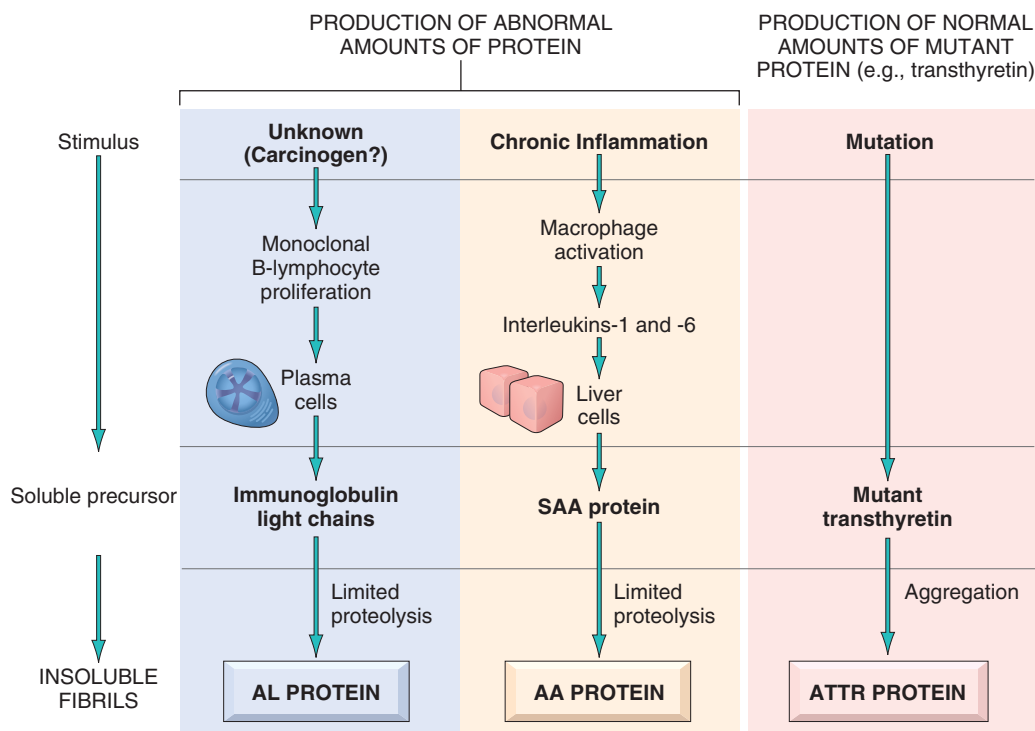 PRODUCTION OF ABNORMAL
AMOUNTS OF PROTEIN
PRODUCTION OF NORMAL
AMOUNTS OF MUTANT
PROTEIN (e.g., transthyretin)
Stimulus
Unknown
(Carcinogen?)
Chronic Inflammation
Mutation
Monoclonal
B-lymphocyte
proliferation
Macrophage
activation
Interleukins-1 and -6
Plasma
cells
Liver
cells
Soluble precursor
Immunoglobulin
light chains
SAA protein
Mutant
transthyretin
Limited
proteolysis
Limited
proteolysis
Aggregation
INSOLUBLE
FIBRILS
AL PROTEIN
AA PROTEIN
ATTR PROTEIN